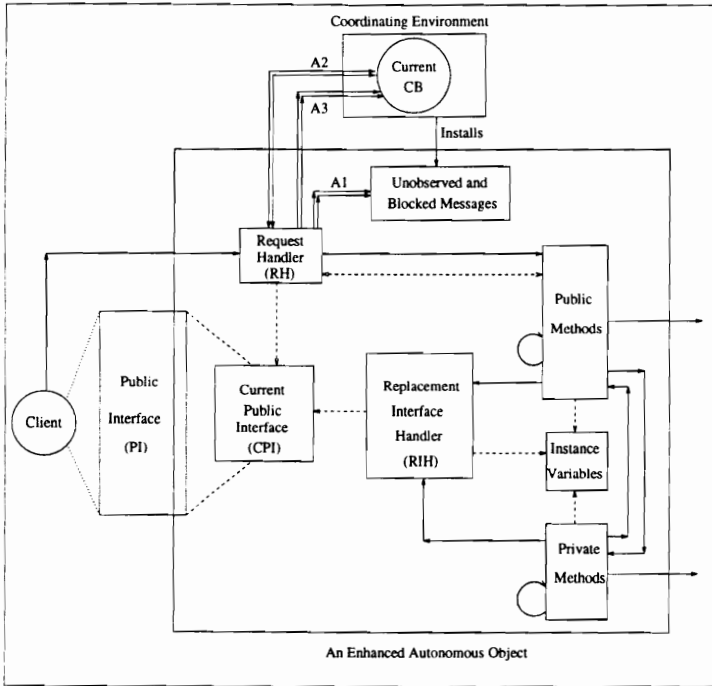 Coordinating Environment
A2
Current
CB
A3
Installs
A1
Unobserved and
Blocked Messages
Request
Handler
(RH)
Public
Methods
Public
Interface
(PI)
Current
Public
Interface
(CPI)
Replacement
Interface
Handler
(RIH)
Client
Instance
Variables
Private
Methods
An Enhanced Autonomous Object